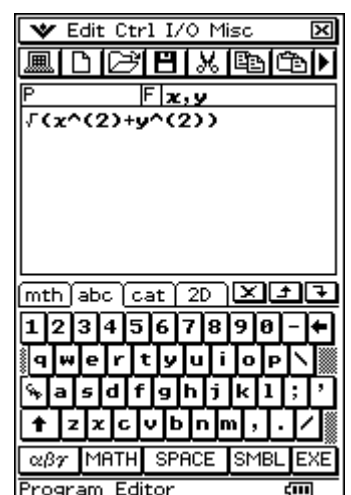 Edit Ctrl I/O Misc
P F x,y
√(x^(2)+y^(2))
mth abc cat 2D
1 2 3 4 5 6 7 8 9 0 - ←
q w e r t y u i o p \
a s d f g h j k l ; '
↑ z x c v b n m , . /
αβγ MATH SPACE SMBL EXE
Program Editor